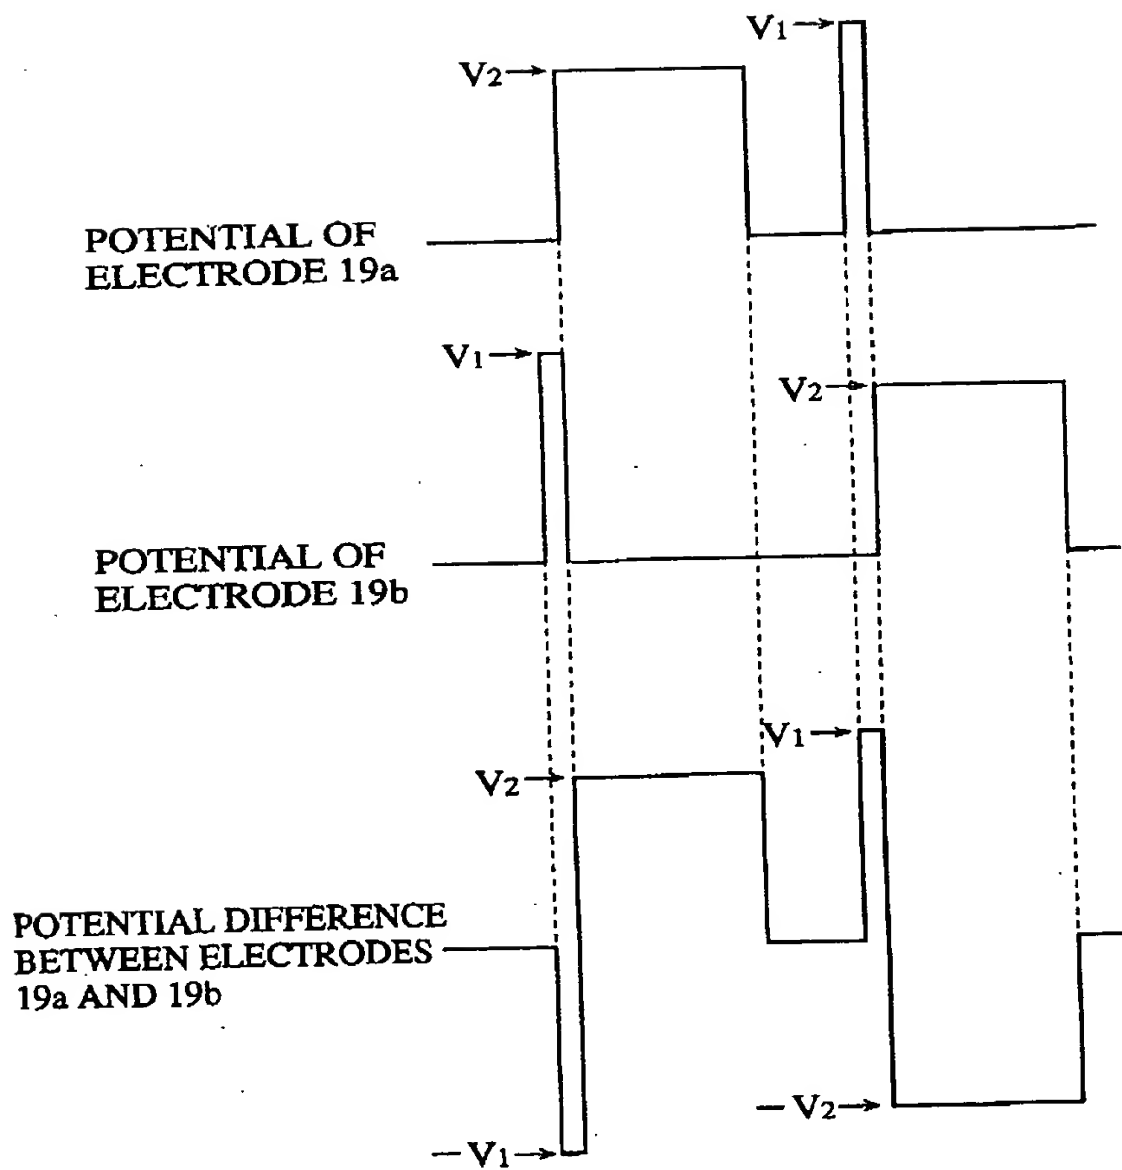 V1
V2
POTENTIAL OF
ELECTRODE 19a
V1
V2
POTENTIAL OF
ELECTRODE 19b
V1
V2
POTENTIAL DIFFERENCE
BETWEEN ELECTRODES
19a AND 19b
– V2
– V1